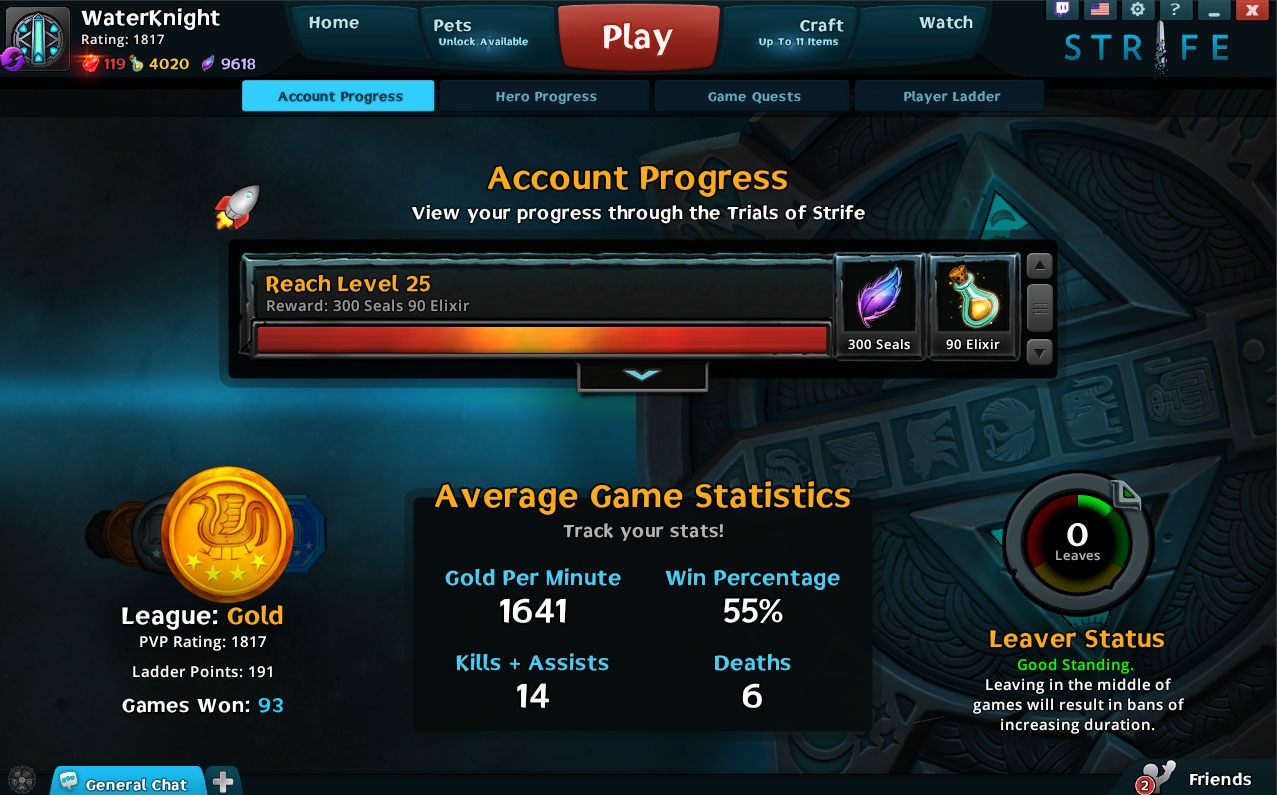 WaterKnight
Rating: 1817
119 4020 9618
Home
Pets
Unlock Available
Play
Craft
Up To 11 Items
Watch
?
X
STRIFE
Account Progress
Hero Progress
Game Quests
Player Ladder
Account Progress
View your progress through the Trials of Strife
Reach Level 25
Reward: 300 Seals 90 Elixir
300 Seals
90 Elixir
Average Game Statistics
Track your stats!
Gold Per Minute
1641
Win Percentage
55%
Kills + Assists
14
Deaths
6
League: Gold
PVP Rating: 1817
Ladder Points: 191
Games Won: 93
0
Leaves
Leaver Status
Good Standing.
Leaving in the middle of
games will result in bans of
increasing duration.
General Chat
2
Friends